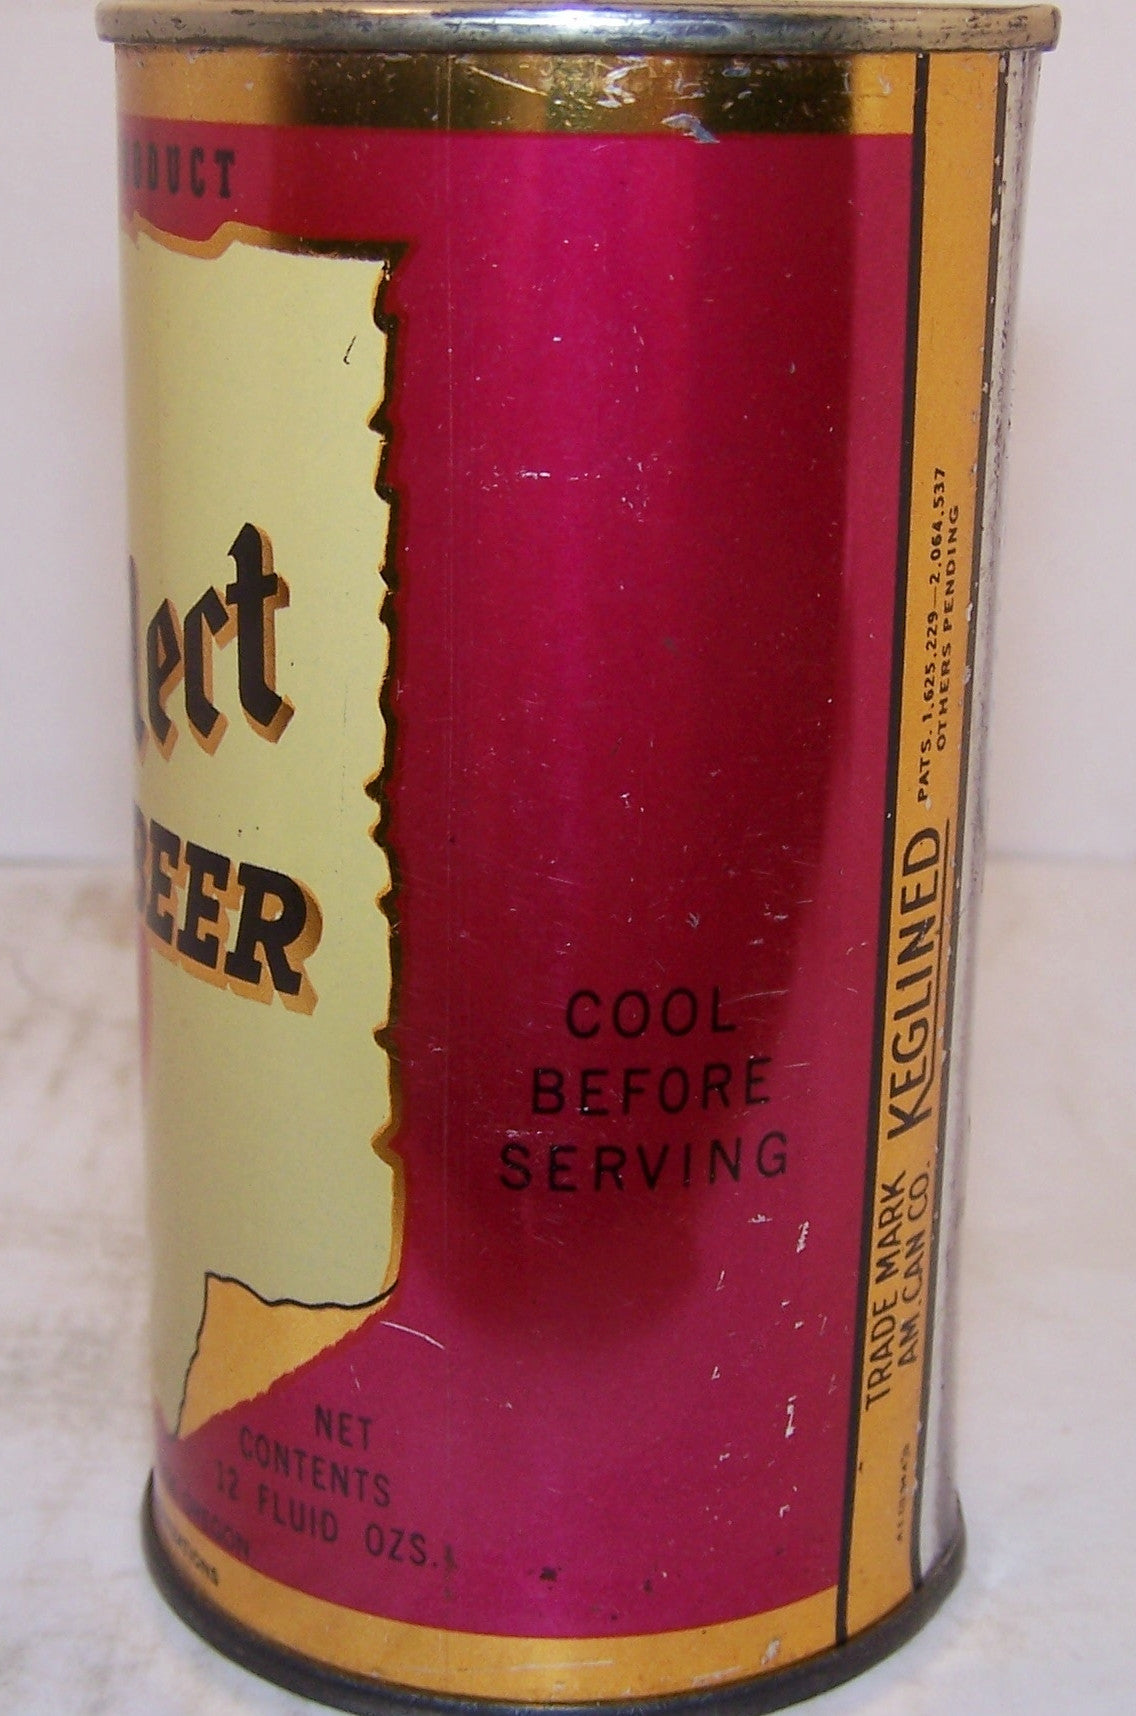 ODUCT
lect
BEER
COOL
BEFORE
SERVING
NET
CONTENTS
12 FLUID OZS.
OREGON
TRADE MARK
AM.CAN CO.
KEGLINED
PATS. 1,625,229–2,064,537
OTHERS PENDING